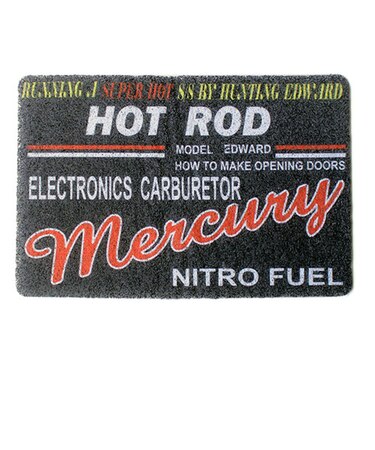 RUNNING A SUPER HOT 88 BY HUNTING EDWARD
HOT ROD
MODEL EDWARD
HOW TO MAKE OPENING DOORS
ELECTRONICS CARBURETOR
Mercury
NITRO FUEL